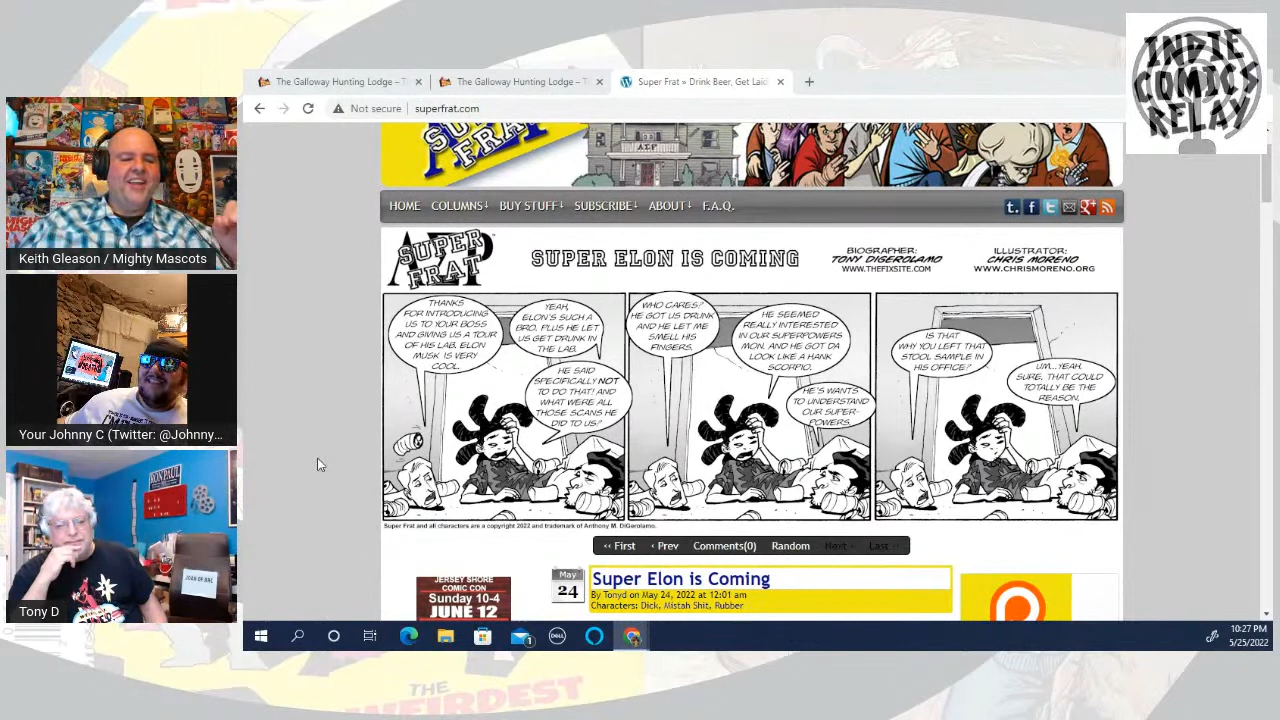 The Galloway Hunting Lodge – T
The Galloway Hunting Lodge – T
Super Frat » Drink Beer, Get Laid
Not secure
superfrat.com
INDIE
COMICS
RELAY
SUPER
FRAT
HOME
COLUMNS↓
BUY STUFF↓
SUBSCRIBE↓
ABOUT↓
F.A.Q.
SUPER
FRAT
SUPER ELON IS COMING
BIOGRAPHER:
TONY DIGEROLAMO
WWW.THEFIXSITE.COM
ILLUSTRATOR:
CHRIS MORENO
WWW.CHRISMORENO.ORG
THANKS
FOR INTRODUCING
US TO YOUR BOSS
AND GIVING US A TOUR
OF HIS LAB. ELON
MUSK IS VERY
COOL.
YEAH,
ELON'S SUCH A
BRO. PLUS HE LET
US GET DRUNK IN
THE LAB.
HE SAID
SPECIFICALLY NOT
TO DO THAT! AND
WHAT WERE ALL
THOSE SCANS HE
DID TO US?
WHO CARES?
HE GOT US DRUNK
AND HE LET ME
SMELL HIS
FINGERS.
HE SEEMED
REALLY INTERESTED
IN OUR SUPERPOWERS
MON. AND HE GOT DA
LOOK LIKE A HANK
SCORPIO.
HE'S WANTS
TO UNDERSTAND
OUR SUPER-
POWERS.
IS THAT
WHY YOU LEFT THAT
STOOL SAMPLE IN
HIS OFFICE?
UM...YEAH,
SURE, THAT COULD
TOTALLY BE THE
REASON.
Super Frat and all characters are a copyright 2022 and trademark of Anthony M. DiGerolamo.
‹‹ First
‹ Prev
Comments(0)
Random
Next ›
Last ››
JERSEY SHORE
COMIC CON
Sunday 10-4
JUNE 12
May
24
Super Elon is Coming
By Tonyd on May 24, 2022 at 12:01 am
Characters: Dick, Mistah Shit, Rubber
Keith Gleason / Mighty Mascots
Your Johnny C (Twitter: @Johnny...
Tony D
10:27 PM
5/25/2022
THE
WEIRDEST